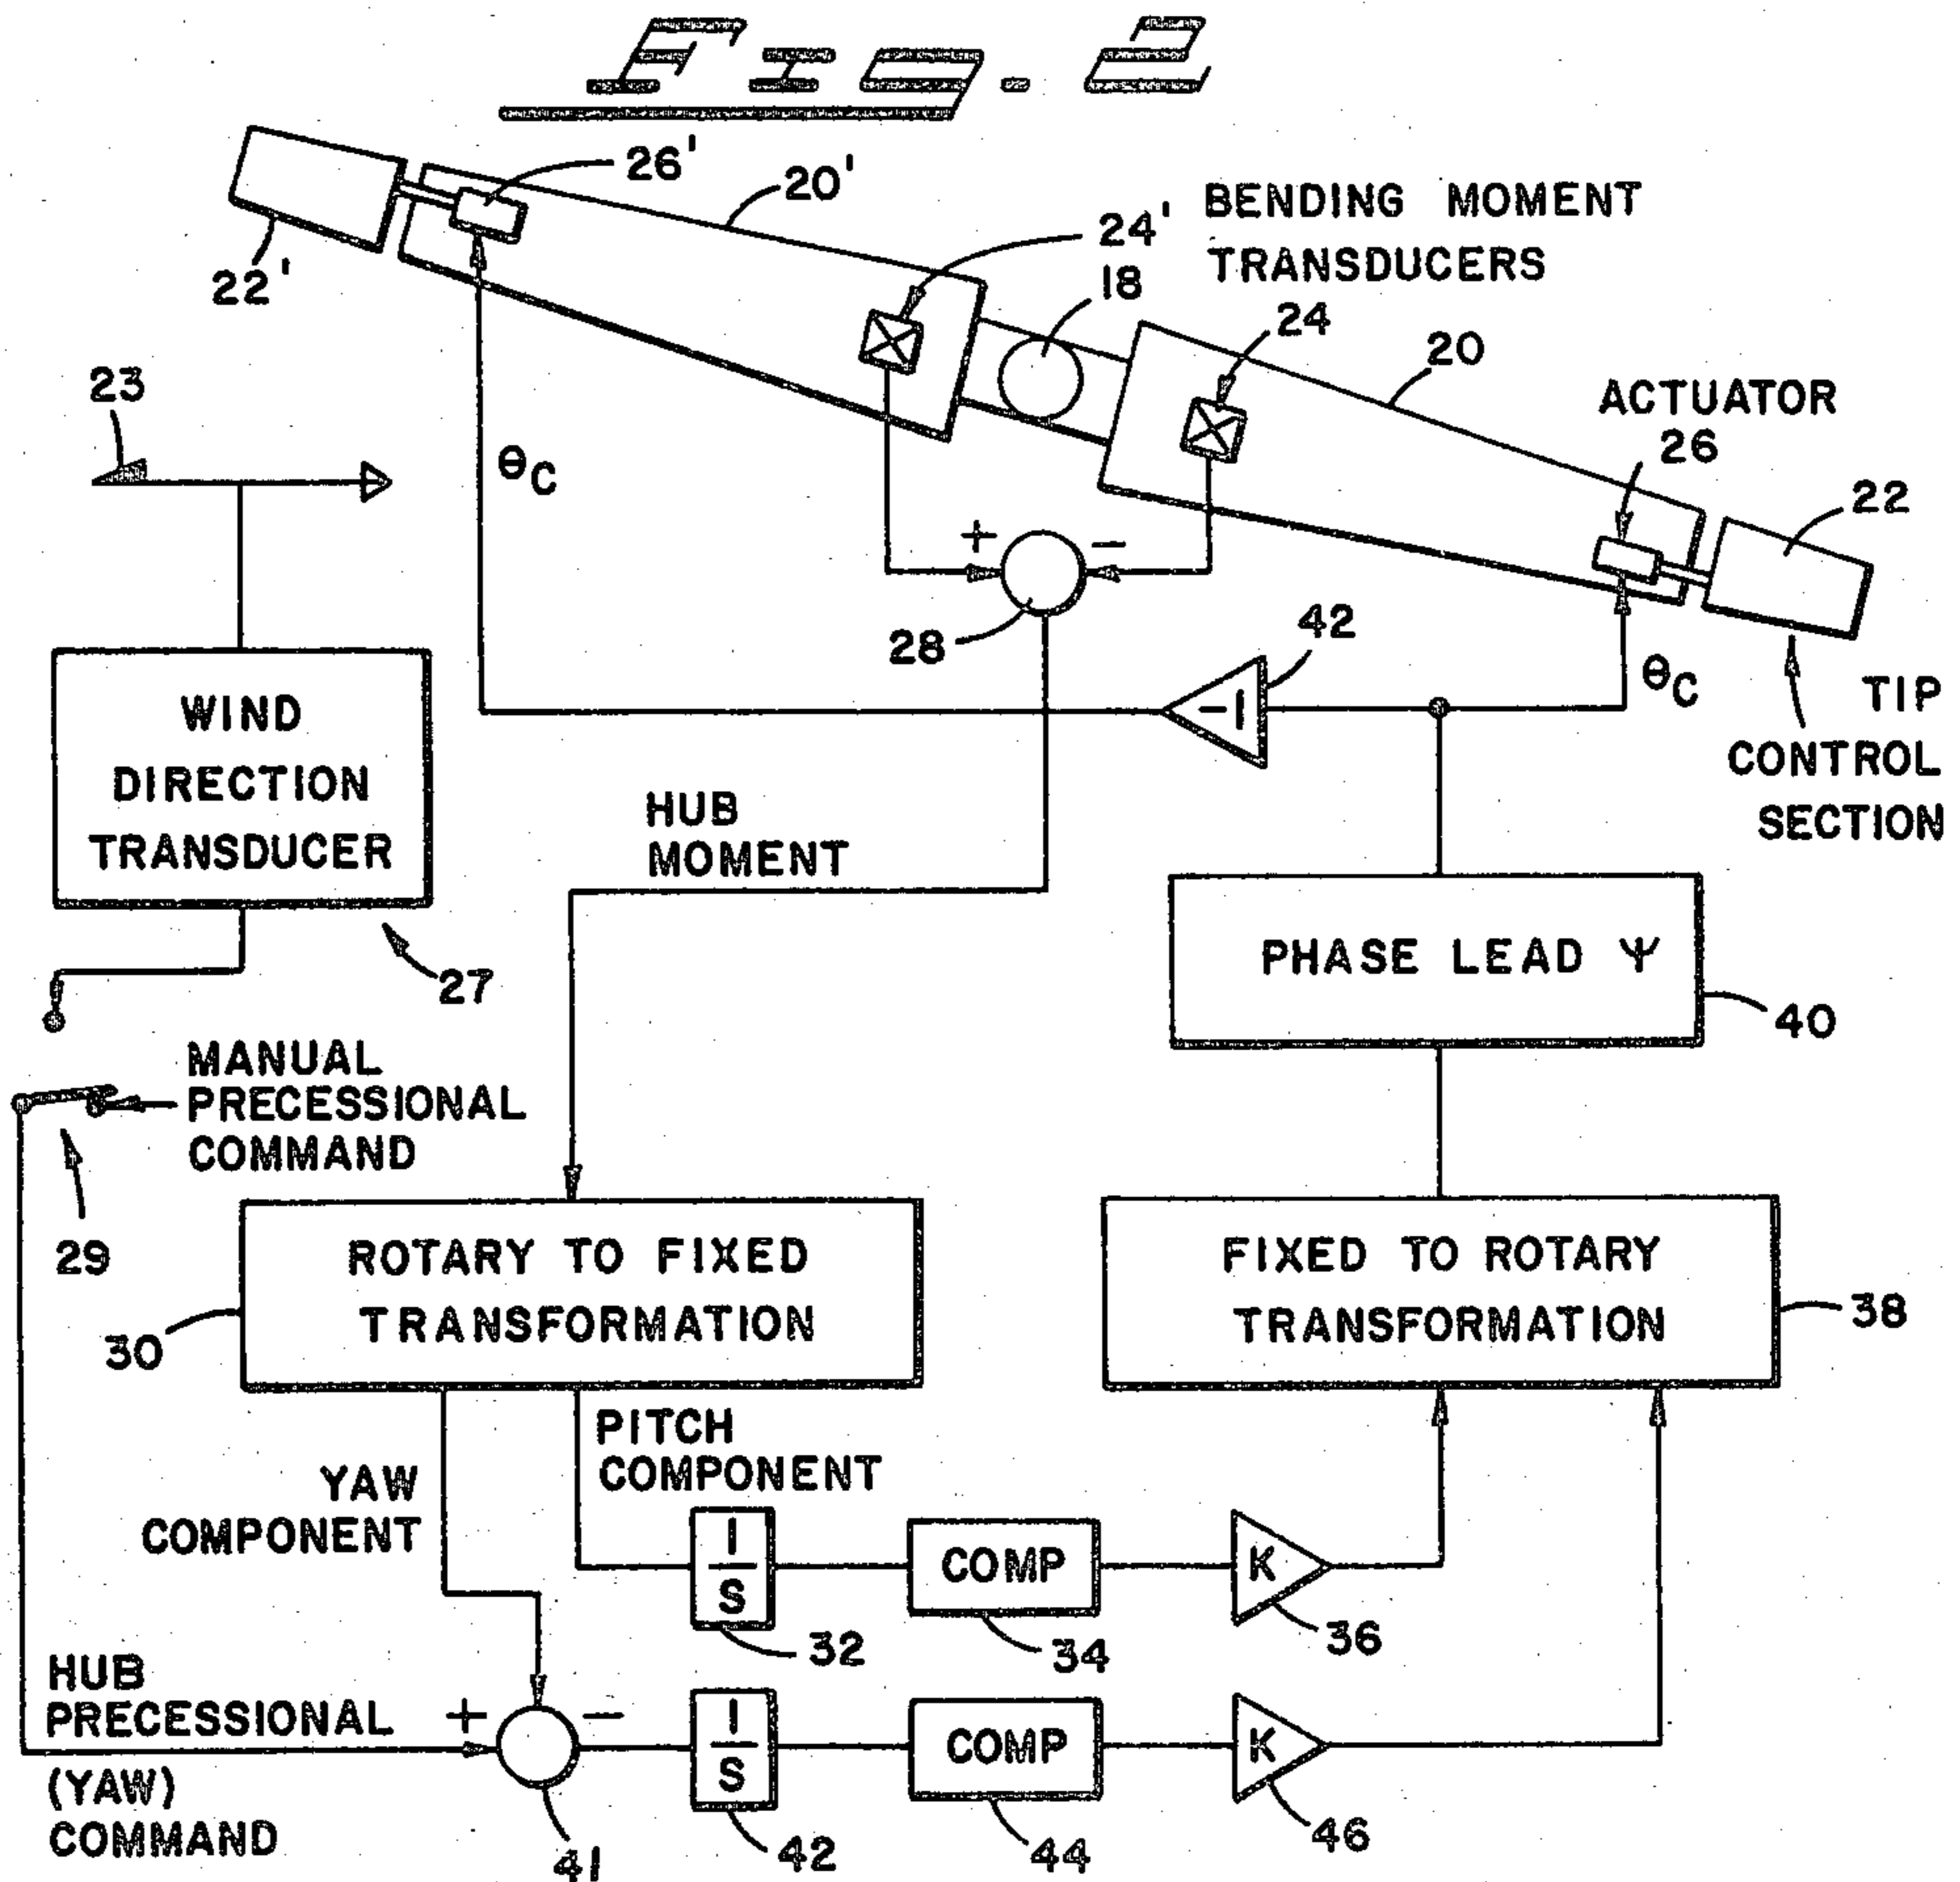 FIG. 2
26'
20'
24'
BENDING MOMENT
TRANSDUCERS
22'
18
24
20
23
ACTUATOR
26
22
θC
+
−
28
42
-1
θC
TIP
CONTROL
SECTION
WIND
DIRECTION
TRANSDUCER
HUB
MOMENT
PHASE LEAD Ψ
27
40
MANUAL
PRECESSIONAL
COMMAND
29
ROTARY TO FIXED
TRANSFORMATION
FIXED TO ROTARY
TRANSFORMATION
30
38
PITCH
COMPONENT
YAW
COMPONENT
1
S
COMP
K
32
34
36
HUB
PRECESSIONAL
(YAW)
COMMAND
+
−
1
S
COMP
K
41
42
44
46